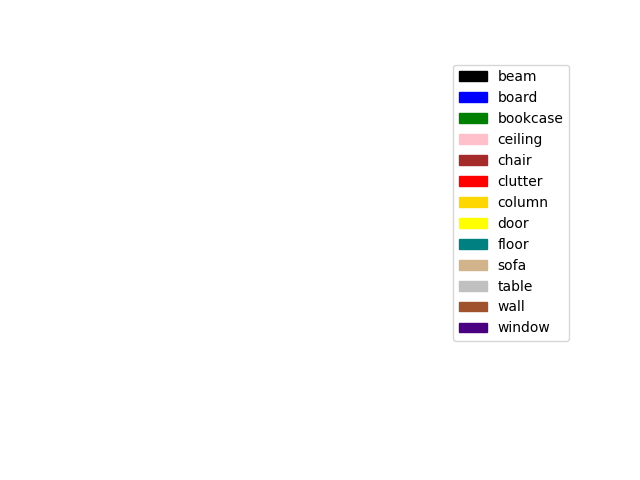 beam
board
bookcase
ceiling
chair
clutter
column
door
floor
sofa
table
wall
window